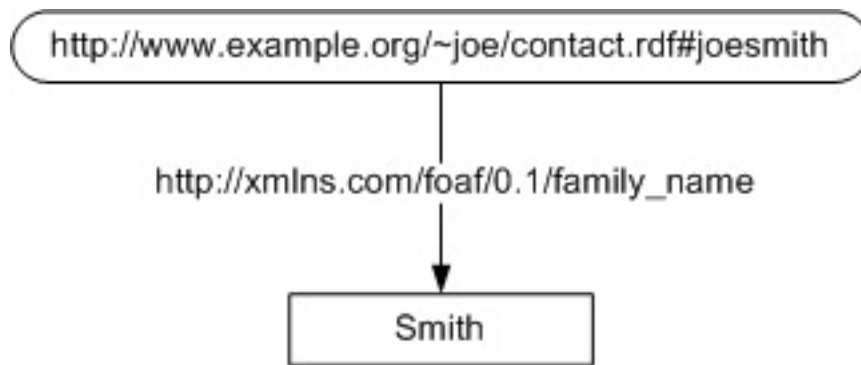 http://www.example.org/~joe/contact.rdf#joesmith
http://xmlns.com/foaf/0.1/family_name
Smith